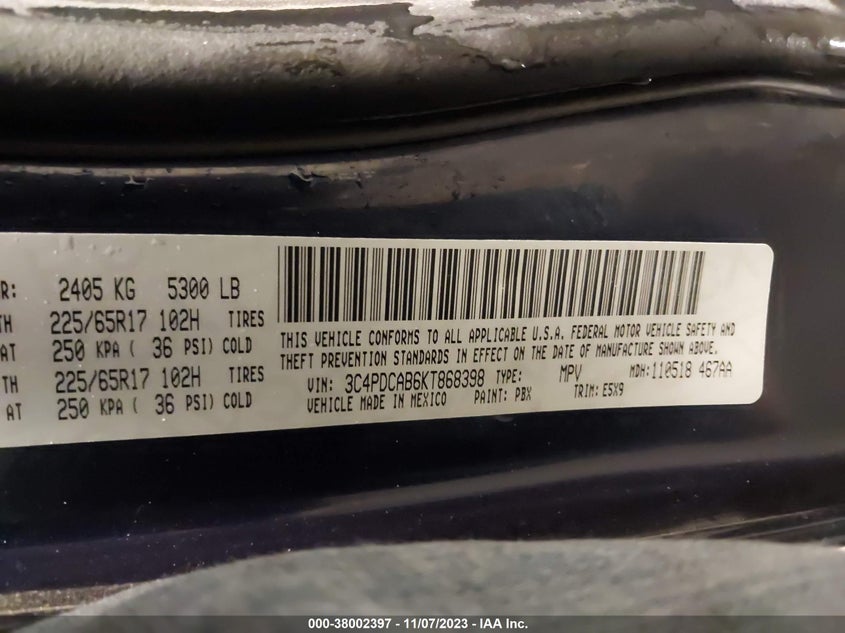 R: 2405 KG 5300 LB
TH 225/65R17 102H TIRES
AT 250 KPA ( 36 PSI) COLD
TH 225/65R17 102H TIRES
AT 250 KPA ( 36 PSI) COLD
THIS VEHICLE CONFORMS TO ALL APPLICABLE U.S.A. FEDERAL MOTOR VEHICLE SAFETY AND
THEFT PREVENTION STANDARDS IN EFFECT ON THE DATE OF MANUFACTURE SHOWN ABOVE.
VIN: 3C4PDCAB6KT868398 TYPE: MPV MDH: 110518 467AA
VEHICLE MADE IN MEXICO PAINT: PBX TRIM: E5X9
000-38002397 - 11/07/2023 - IAA Inc.